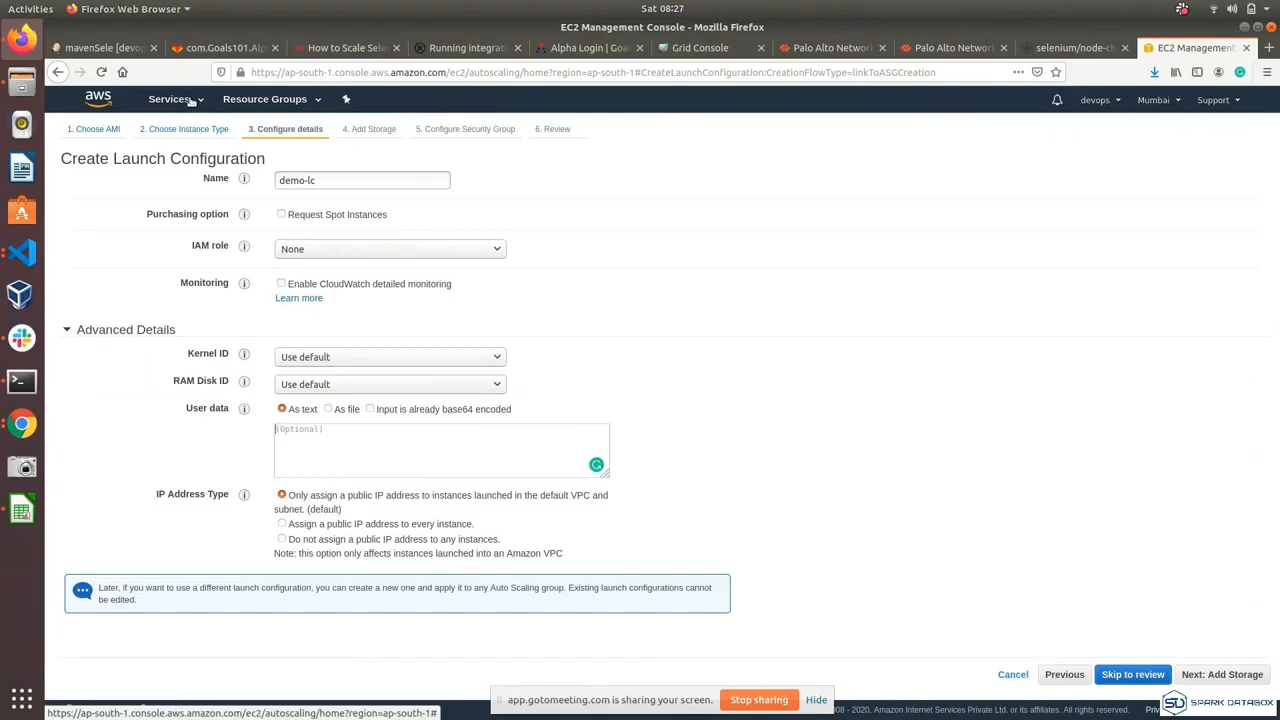 Activities
Firefox Web Browser
Sat 08:27
EC2 Management Console - Mozilla Firefox
mavenSele [devop
com.Goals101.Al
How to Scale Sele
Running integrati
Alpha Login | Goa
Grid Console
Palo Alto Network
Palo Alto Network
selenium/node-ch
EC2 Management
https://ap-south-1.console.aws.amazon.com/ec2/autoscaling/home?region=ap-south-1#CreateLaunchConfiguration:CreationFlowType=linkToASGCreation
aws
Services
Resource Groups
devops
Mumbai
Support
1. Choose AMI
2. Choose Instance Type
3. Configure details
4. Add Storage
5. Configure Security Group
6. Review
Create Launch Configuration
Name
demo-lc
Purchasing option
Request Spot Instances
IAM role
None
Monitoring
Enable CloudWatch detailed monitoring
Learn more
Advanced Details
Kernel ID
Use default
RAM Disk ID
Use default
User data
As text As file Input is already base64 encoded
(Optional)
IP Address Type
Only assign a public IP address to instances launched in the default VPC and
subnet. (default)
Assign a public IP address to every instance.
Do not assign a public IP address to any instances.
Note: this option only affects instances launched into an Amazon VPC
Later, if you want to use a different launch configuration, you can create a new one and apply it to any Auto Scaling group. Existing launch configurations cannot
be edited.
Cancel
Previous
Skip to review
Next: Add Storage
app.gotomeeting.com is sharing your screen.
Stop sharing
Hide
https://ap-south-1.console.aws.amazon.com/ec2/autoscaling/home?region=ap-south-1#
08 - 2020, Amazon Internet Services Private Ltd. or its affiliates. All rights reserved.
SPARK DATABOX